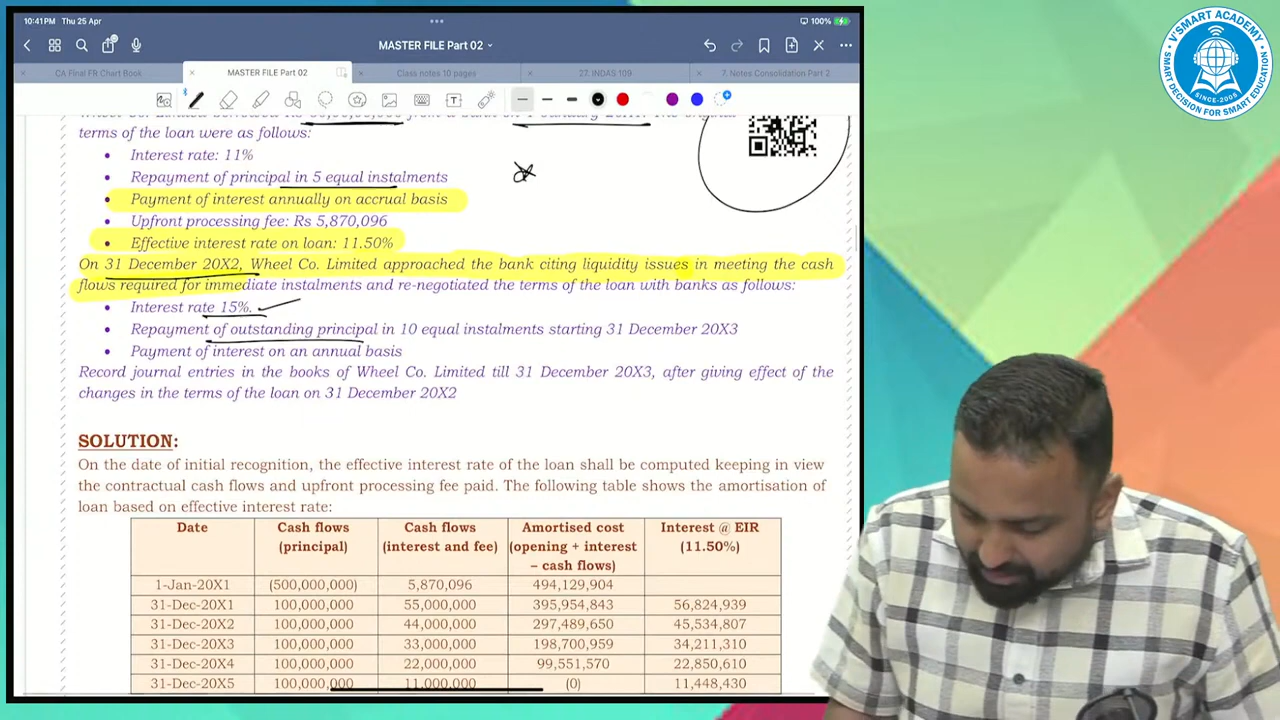 10:41 PM Thu 25 Apr
100%
MASTER FILE Part 02
CA Final FR Chart Book
MASTER FILE Part 02
Class notes 10 pages
27. INDAS 109
7. Notes Consolidation Part 2
terms of the loan were as follows:
• Interest rate: 11%
• Repayment of principal in 5 equal instalments
• Payment of interest annually on accrual basis
• Upfront processing fee: Rs 5,870,096
• Effective interest rate on loan: 11.50%
On 31 December 20X2, Wheel Co. Limited approached the bank citing liquidity issues in meeting the cash
flows required for immediate instalments and re-negotiated the terms of the loan with banks as follows:
• Interest rate 15%.
• Repayment of outstanding principal in 10 equal instalments starting 31 December 20X3
• Payment of interest on an annual basis
Record journal entries in the books of Wheel Co. Limited till 31 December 20X3, after giving effect of the
changes in the terms of the loan on 31 December 20X2
SOLUTION:
On the date of initial recognition, the effective interest rate of the loan shall be computed keeping in view
the contractual cash flows and upfront processing fee paid. The following table shows the amortisation of
loan based on effective interest rate:
Date Cash flows (principal) Cash flows (interest and fee) Amortised cost (opening + interest – cash flows) Interest @ EIR (11.50%)
1-Jan-20X1 (500,000,000) 5,870,096 494,129,904
31-Dec-20X1 100,000,000 55,000,000 395,954,843 56,824,939
31-Dec-20X2 100,000,000 44,000,000 297,489,650 45,534,807
31-Dec-20X3 100,000,000 33,000,000 198,700,959 34,211,310
31-Dec-20X4 100,000,000 22,000,000 99,551,570 22,850,610
31-Dec-20X5 100,000,000 11,000,000 (0) 11,448,430
V'SMART ACADEMY
SINCE-2008
SMART DECISION FOR SMART EDUCATION